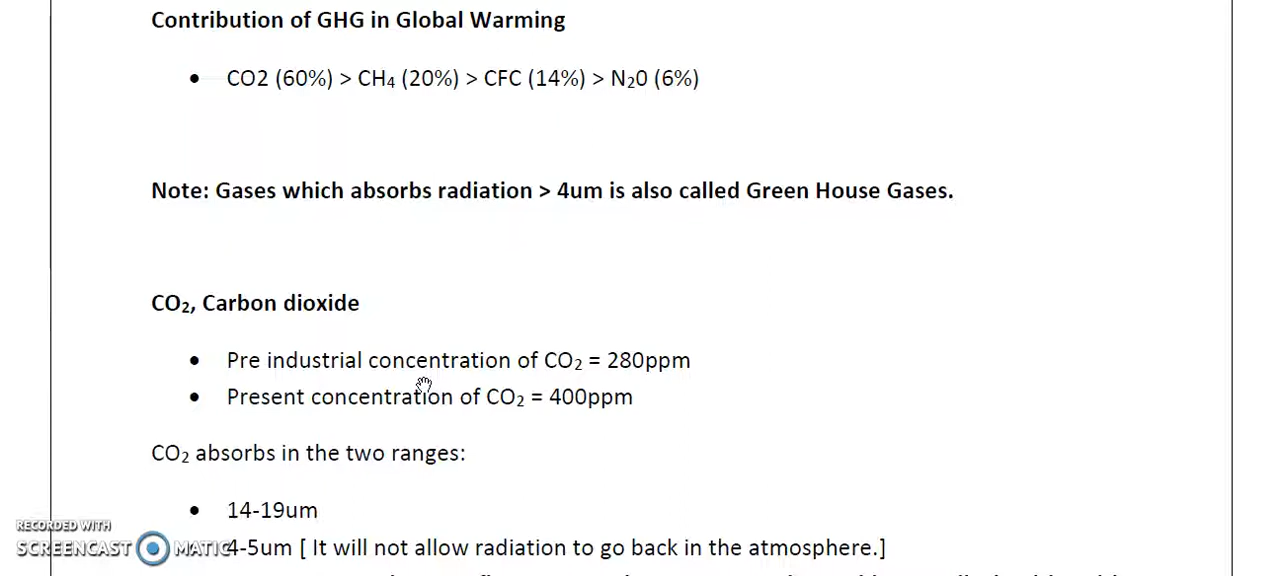 Contribution of GHG in Global Warming
• CO2 (60%) > CH₄ (20%) > CFC (14%) > N₂0 (6%)
Note: Gases which absorbs radiation > 4um is also called Green House Gases.
CO₂, Carbon dioxide
• Pre industrial concentration of CO₂ = 280ppm
• Present concentration of CO₂ = 400ppm
CO₂ absorbs in the two ranges:
• 14-19um
4-5um [ It will not allow radiation to go back in the atmosphere.]
RECORDED WITH
SCREENCAST MATIC